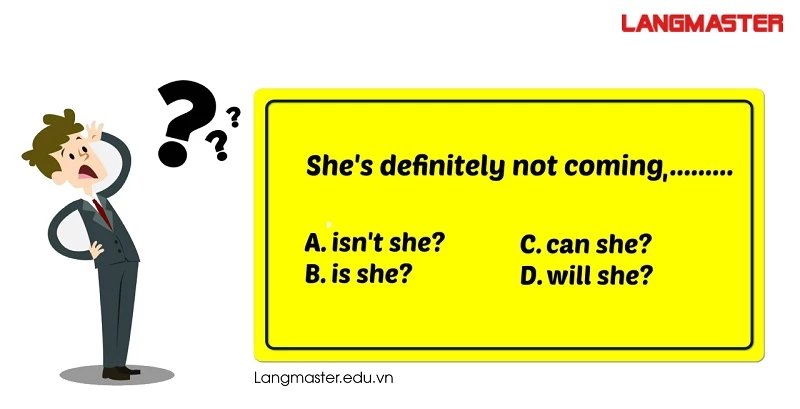 LANGMASTER
? ? ?
She's definitely not coming,.........
A. isn't she?
B. is she?
C. can she?
D. will she?
Langmaster.edu.vn